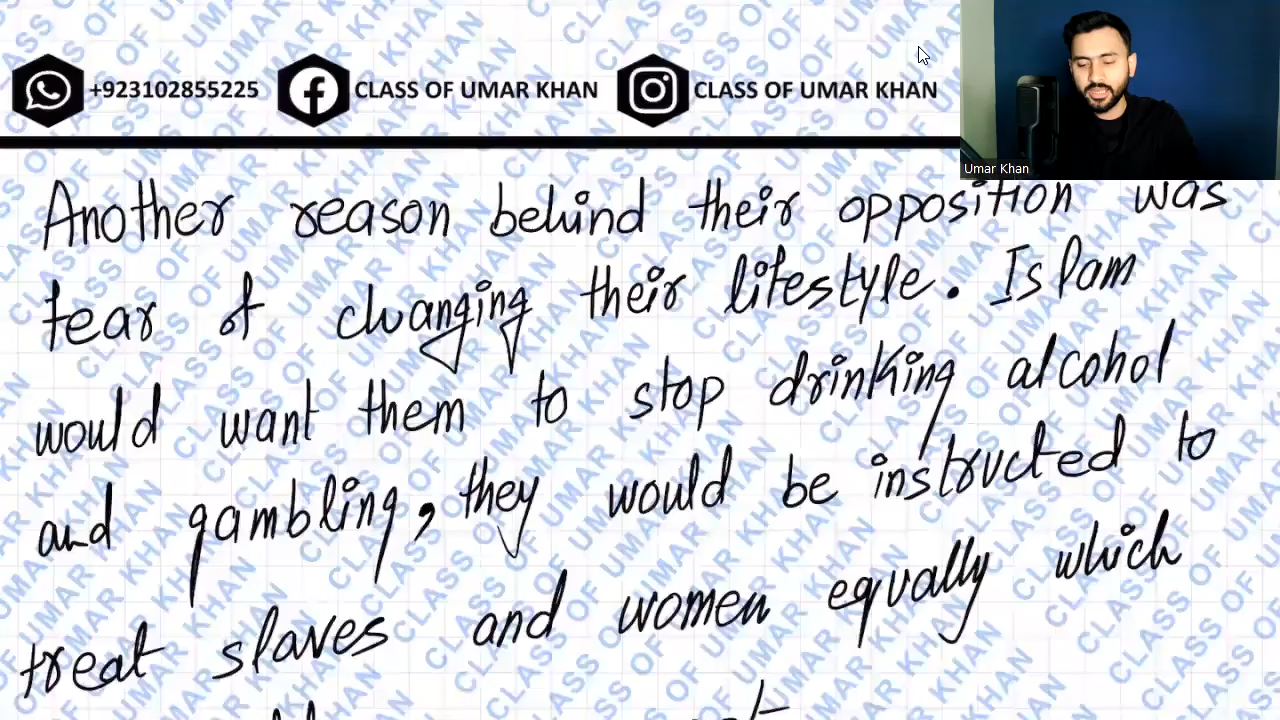 +923102855225 CLASS OF UMAR KHAN CLASS OF UMAR KHAN
Umar Khan
Another reason behind their opposition was
fear of changing their lifestyle. Islam
would want them to stop drinking alcohol
and gambling, they would be instructed to
treat slaves and women equally which